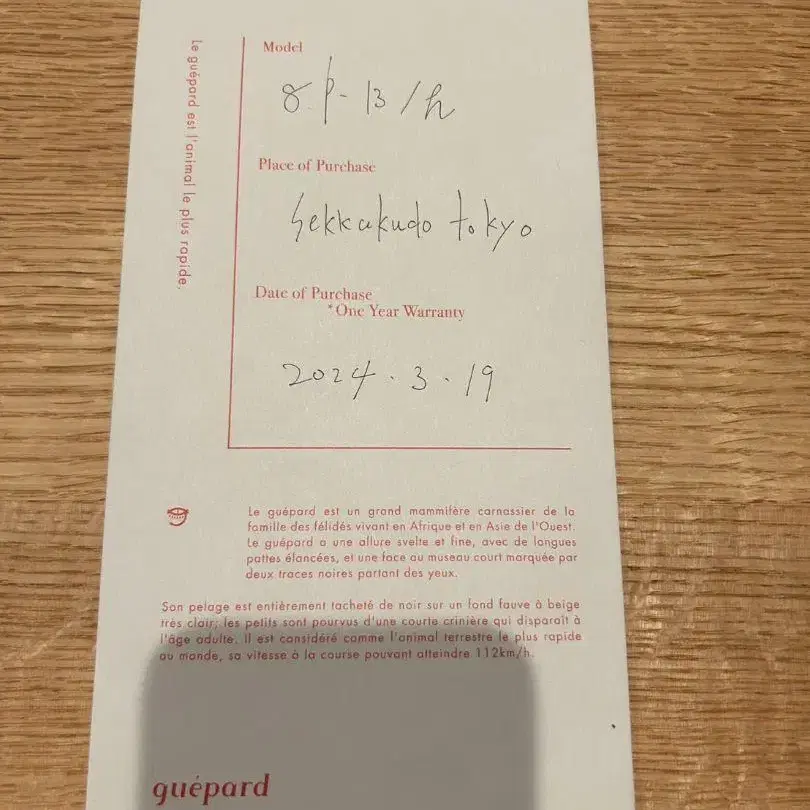 Le guépard est l'animal le plus rapide.
Model
gp-13/h
Place of Purchase
Sekkakudo tokyo
Date of Purchase
*One Year Warranty
2024.3.19
Le guépard est un grand mammifère carnassier de la
famille des félidés vivant en Afrique et en Asie de l'Ouest.
Le guépard a une allure svelte et fine, avec de longues
pattes élancées, et une face au museau court marquée par
deux traces noires partant des yeux.
Son pelage est entièrement tacheté de noir sur un fond fauve à beige
très clair; les petits sont pourvus d'une courte crinière qui disparaît à
l'âge adulte. Il est considéré comme l'animal terrestre le plus rapide
au monde, sa vitesse à la course pouvant atteindre 112km/h.
guépard